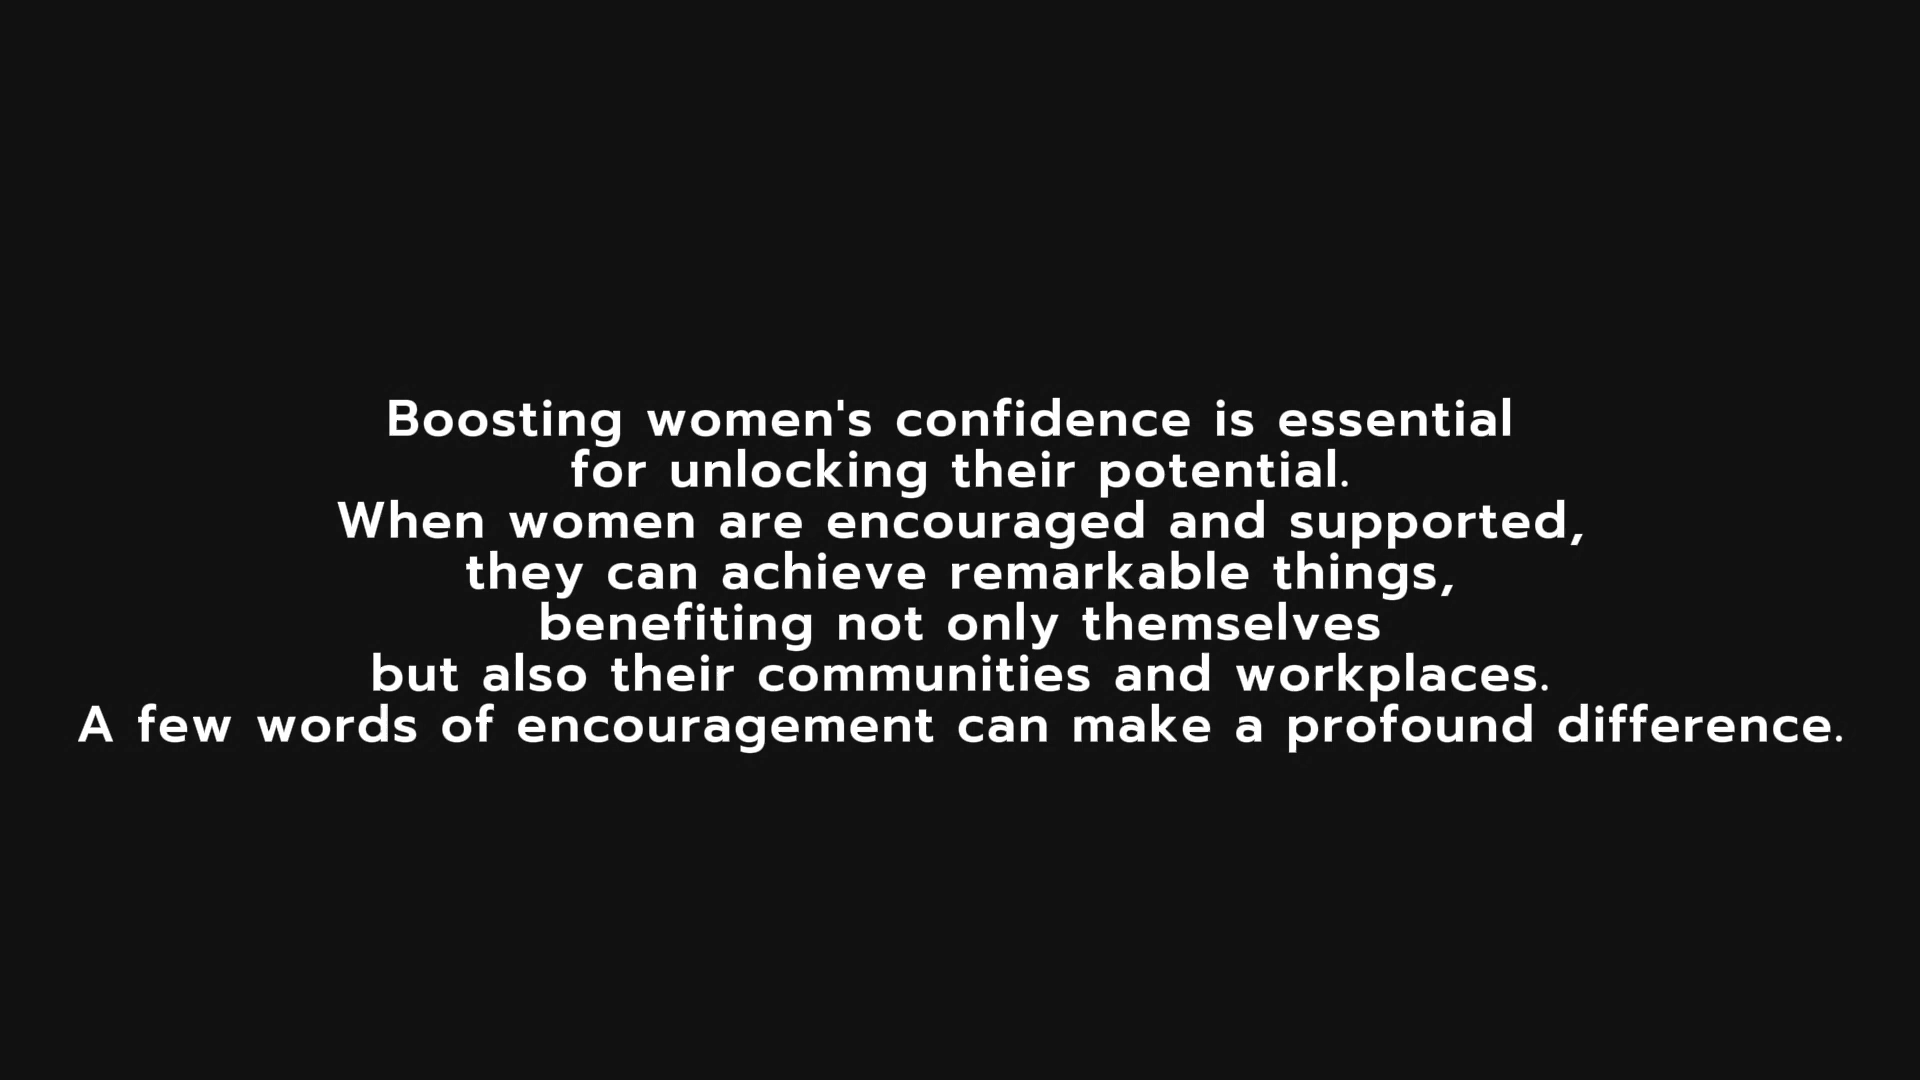 Boosting women's confidence is essential
for unlocking their potential.
When women are encouraged and supported,
they can achieve remarkable things,
benefiting not only themselves
but also their communities and workplaces.
A few words of encouragement can make a profound difference.